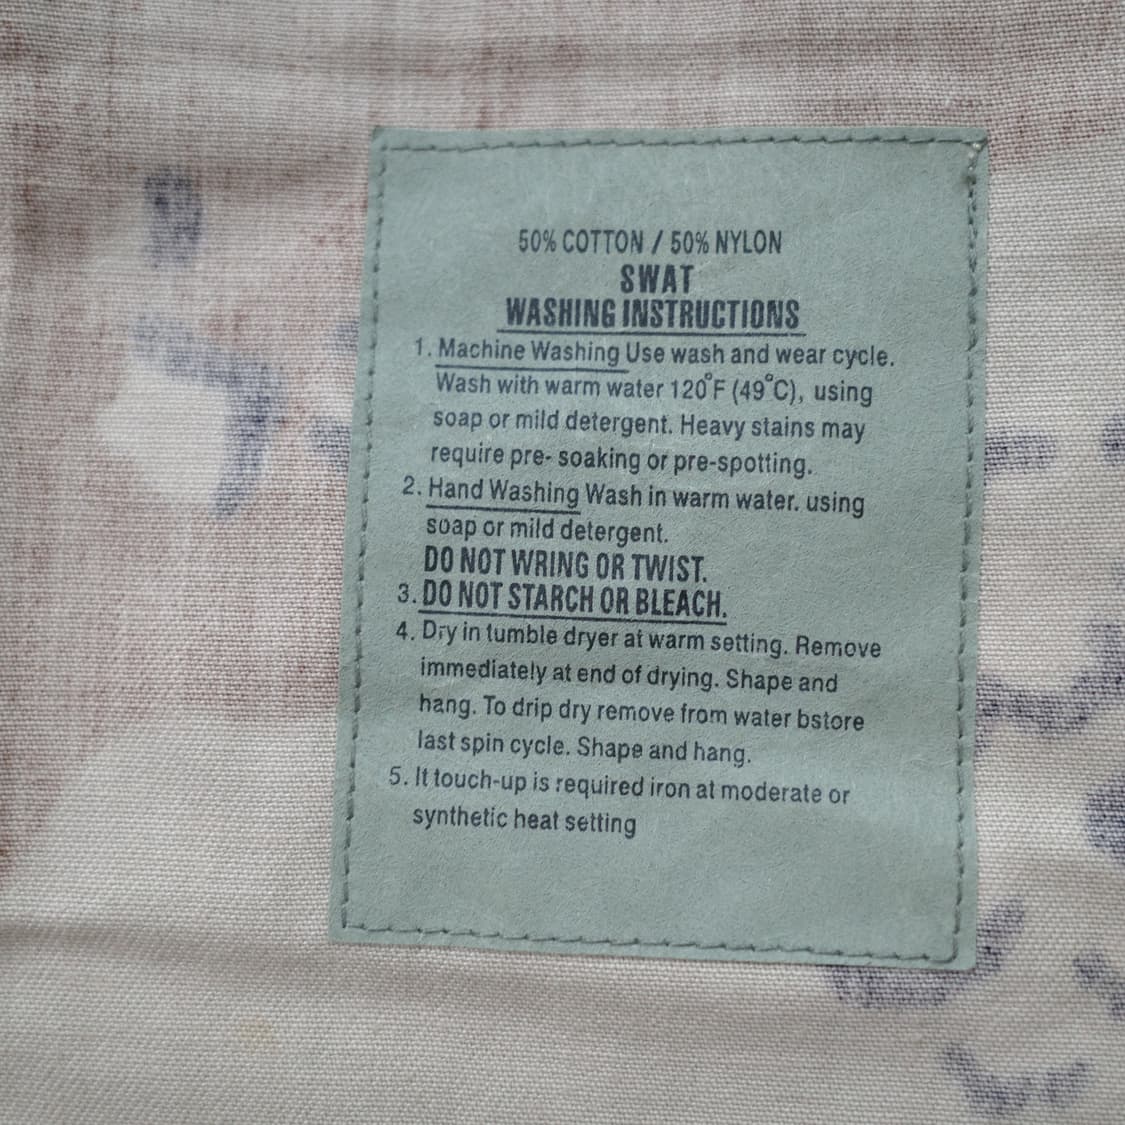 50% COTTON / 50% NYLON
SWAT
WASHING INSTRUCTIONS
1. Machine Washing Use wash and wear cycle.
Wash with warm water 120°F (49°C), using
soap or mild detergent. Heavy stains may
require pre- soaking or pre-spotting.
2. Hand Washing Wash in warm water. using
soap or mild detergent.
DO NOT WRING OR TWIST.
3. DO NOT STARCH OR BLEACH.
4. Dry in tumble dryer at warm setting. Remove
immediately at end of drying. Shape and
hang. To drip dry remove from water bstore
last spin cycle. Shape and hang.
5. It touch-up is required iron at moderate or
synthetic heat setting